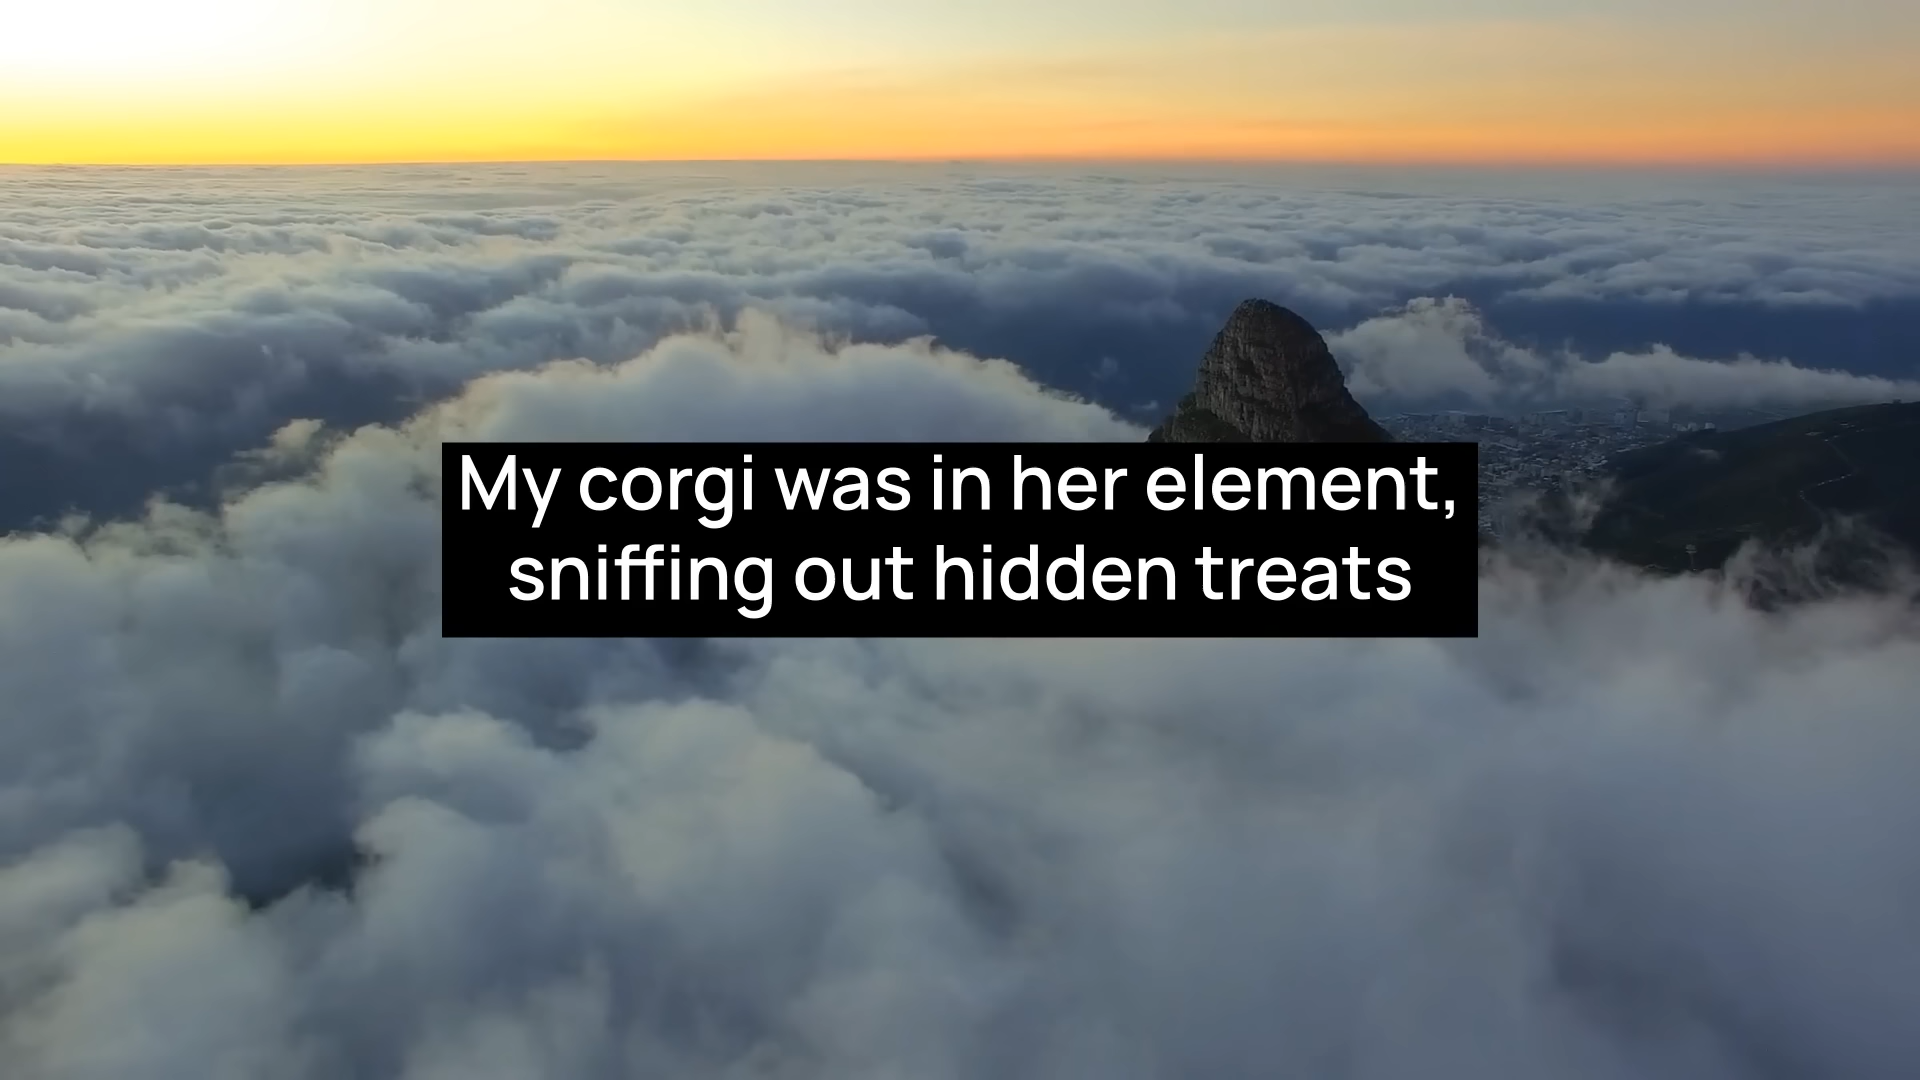 My corgi was in her element,
sniffing out hidden treats